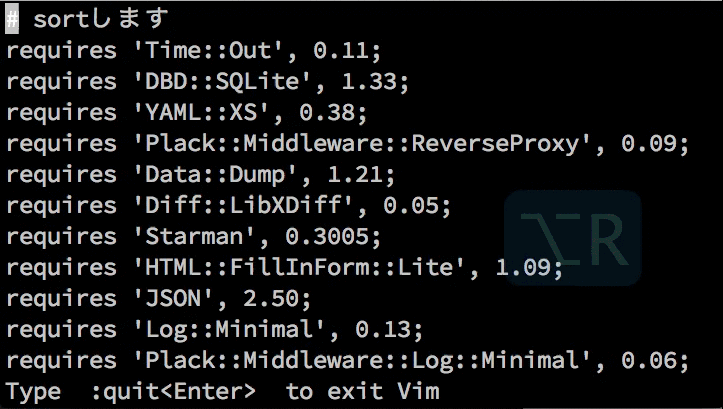 # sortします
requires 'Time::Out', 0.11;
requires 'DBD::SQLite', 1.33;
requires 'YAML::XS', 0.38;
requires 'Plack::Middleware::ReverseProxy', 0.09;
requires 'Data::Dump', 1.21;
requires 'Diff::LibXDiff', 0.05;
requires 'Starman', 0.3005;
⌥R
requires 'HTML::FillInForm::Lite', 1.09;
requires 'JSON', 2.50;
requires 'Log::Minimal', 0.13;
requires 'Plack::Middleware::Log::Minimal', 0.06;
Type  :quit<Enter>  to exit Vim